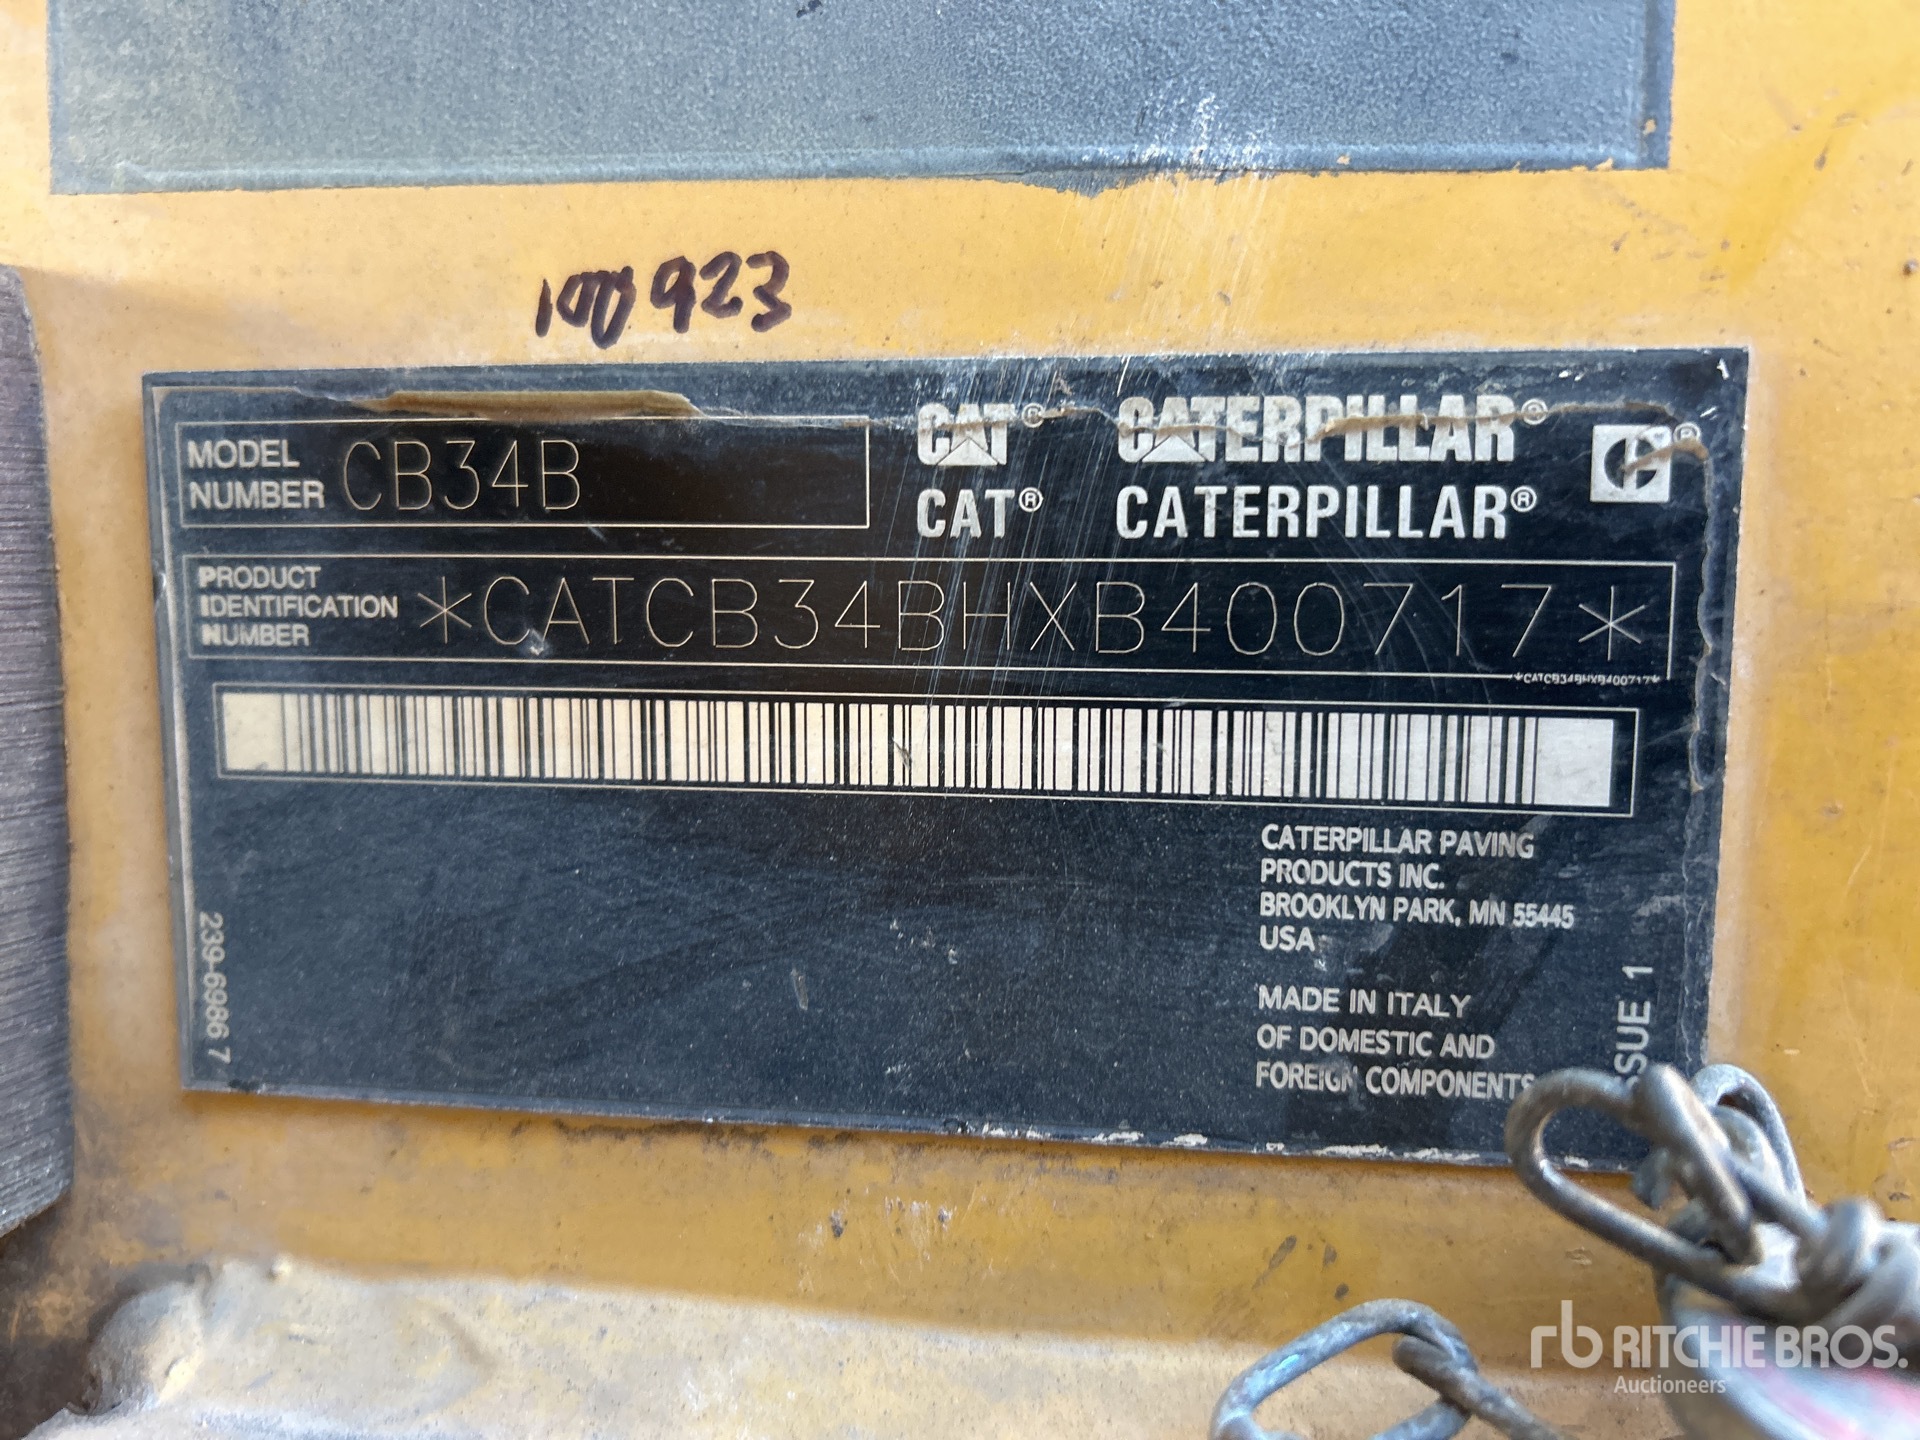 100923
MODEL NUMBER CB34B
CAT® CATERPILLAR®
CAT® CATERPILLAR®
PRODUCT IDENTIFICATION NUMBER *CATCB34BHXB400717*
*CATCB34BHXB400717*
CATERPILLAR PAVING
PRODUCTS INC.
BROOKLYN PARK, MN 55445
USA
MADE IN ITALY
OF DOMESTIC AND
FOREIGN COMPONENTS
239-6986 7
ISSUE 1
rb RITCHIE BROS.
Auctioneers